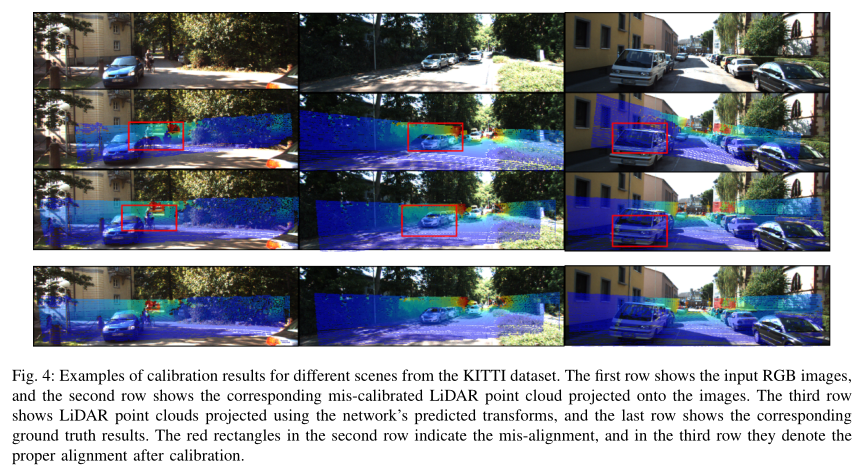 Fig. 4: Examples of calibration results for different scenes from the KITTI dataset. The first row shows the input RGB images,
and the second row shows the corresponding mis-calibrated LiDAR point cloud projected onto the images. The third row
shows LiDAR point clouds projected using the network's predicted transforms, and the last row shows the corresponding
ground truth results. The red rectangles in the second row indicate the mis-alignment, and in the third row they denote the
proper alignment after calibration.